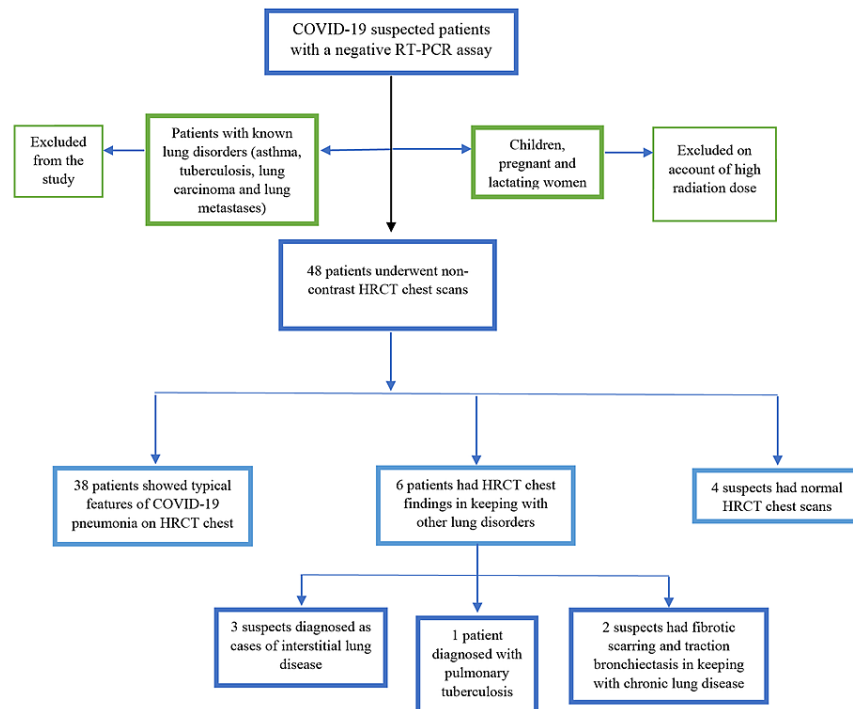 COVID-19 suspected patients
with a negative RT-PCR assay
Excluded
from the
study
Patients with known
lung disorders (asthma,
tuberculosis, lung
carcinoma and lung
metastases)
Children,
pregnant and
lactating women
Excluded on
account of high
radiation dose
48 patients underwent non-
contrast HRCT chest scans
38 patients showed typical
features of COVID-19
pneumonia on HRCT chest
6 patients had HRCT chest
findings in keeping with
other lung disorders
4 suspects had normal
HRCT chest scans
3 suspects diagnosed as
cases of interstitial lung
disease
1 patient
diagnosed with
pulmonary
tuberculosis
2 suspects had fibrotic
scarring and traction
bronchiectasis in keeping
with chronic lung disease